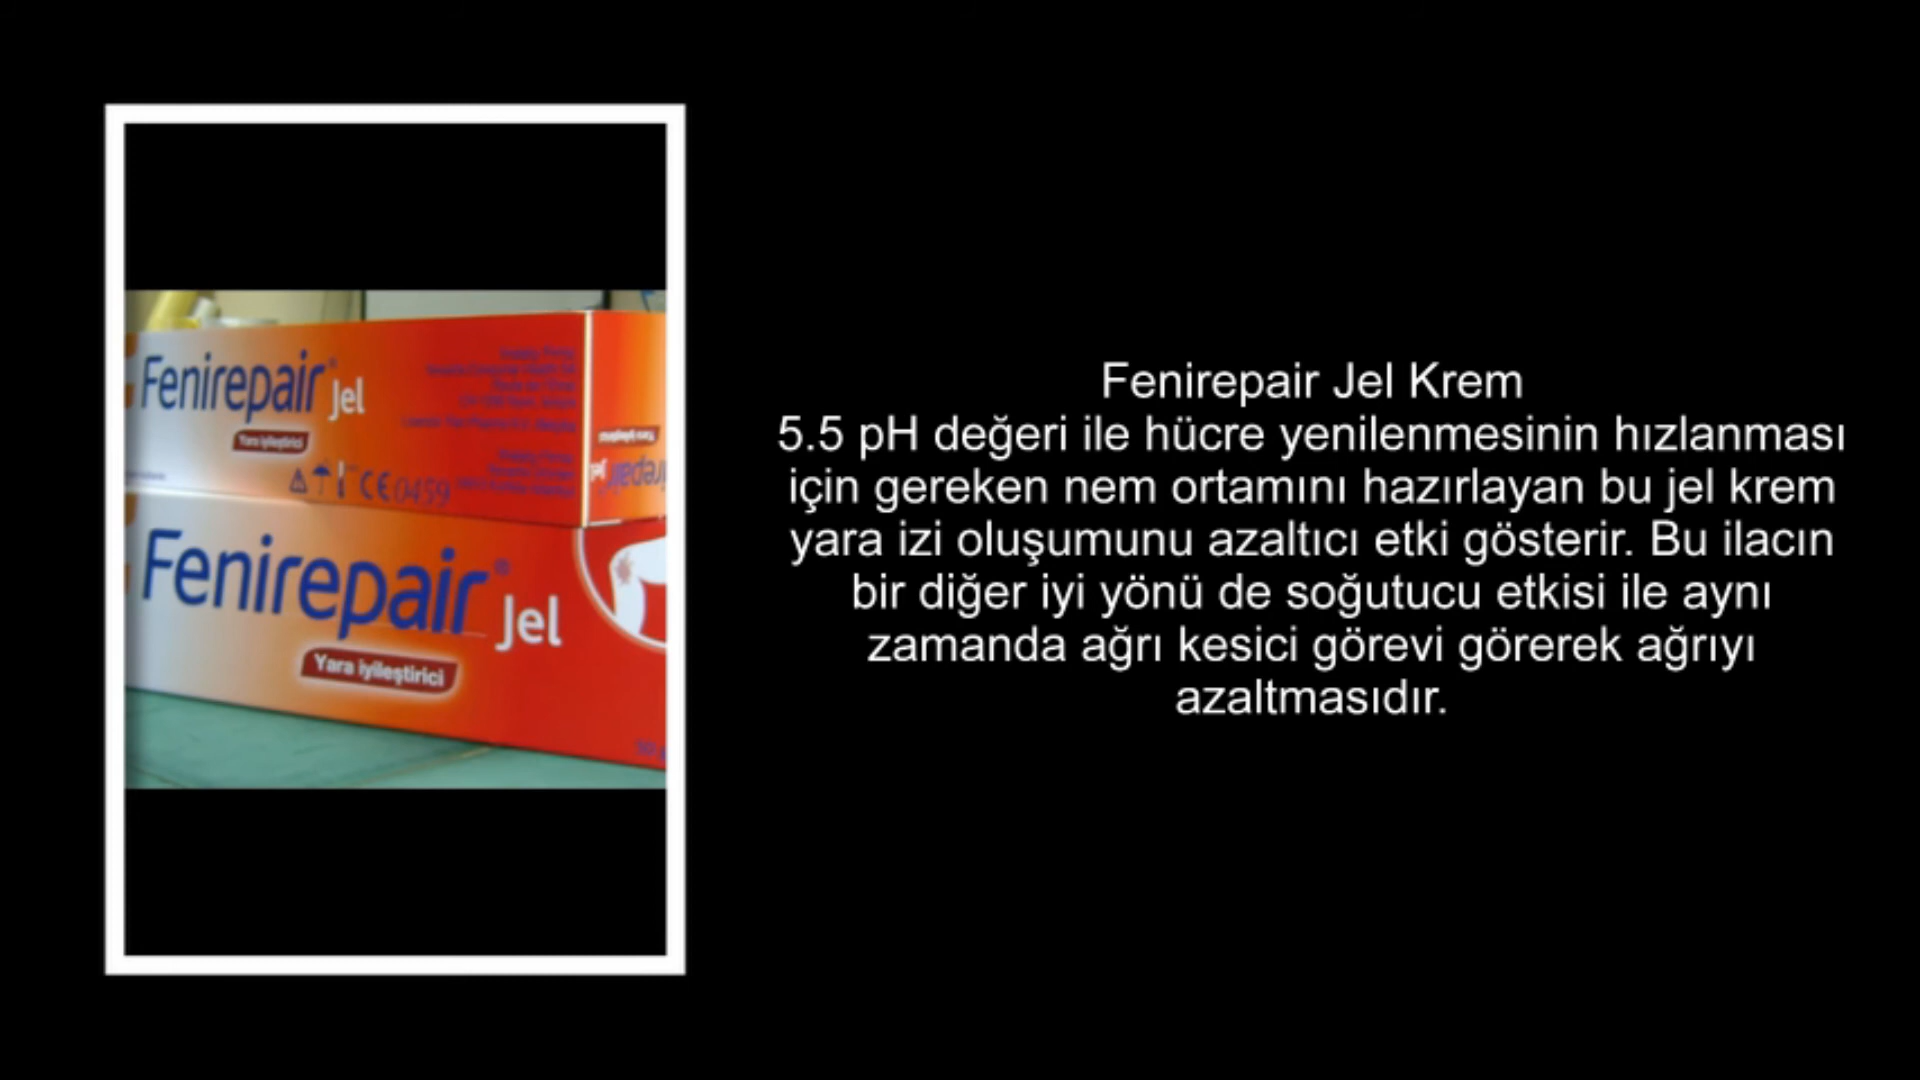 Fenirepair® Jel
Yara iyileştirici
CE0459
Fenirepair® Jel
Yara iyileştirici
Fenirepair Jel Krem
5.5 pH değeri ile hücre yenilenmesinin hızlanması
için gereken nem ortamını hazırlayan bu jel krem
yara izi oluşumunu azaltıcı etki gösterir. Bu ilacın
bir diğer iyi yönü de soğutucu etkisi ile aynı
zamanda ağrı kesici görevi görerek ağrıyı
azaltmasıdır.